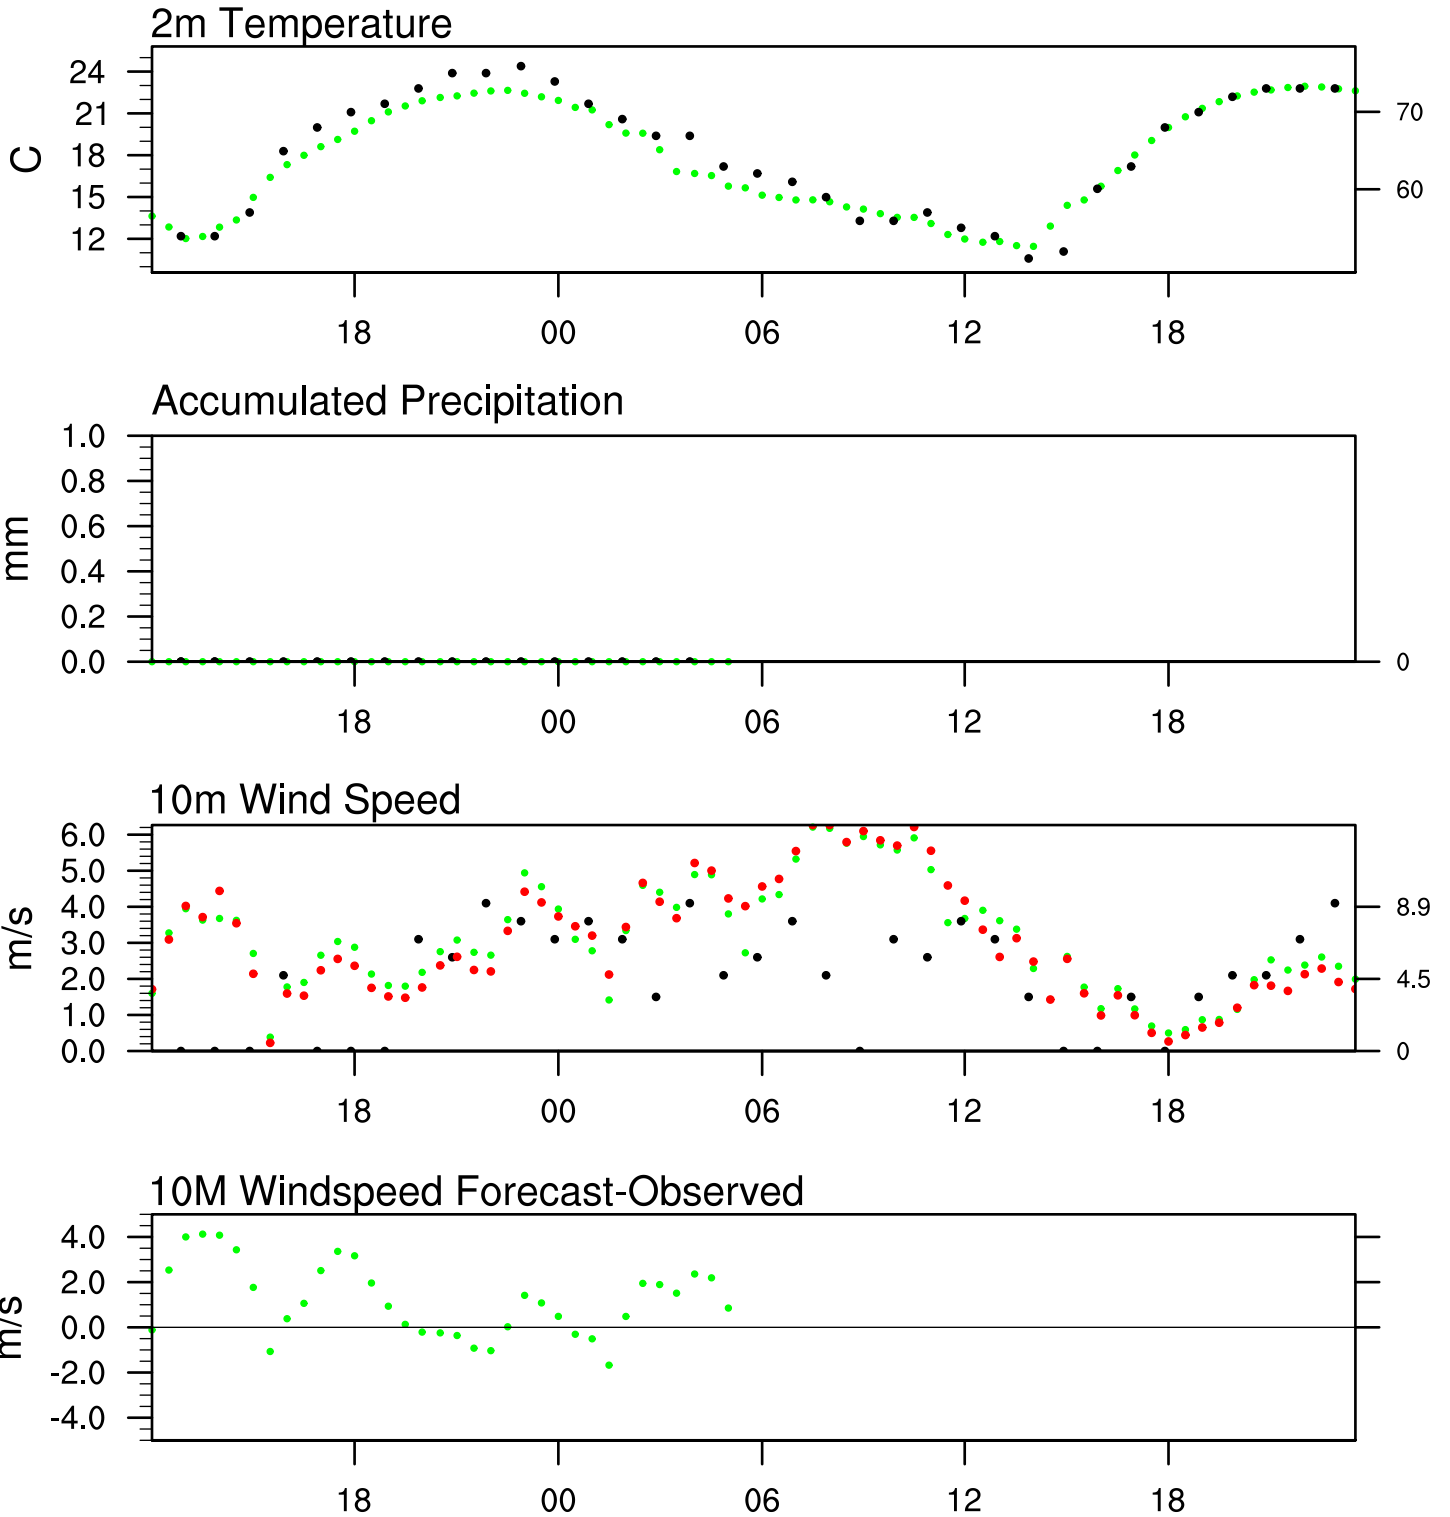 2m Temperature
24
21
18
15
12
C
70
60
18 00 06 12 18
Accumulated Precipitation
1.0
0.8
0.6
0.4
0.2
0.0
mm
0
18 00 06 12 18
10m Wind Speed
6.0
5.0
4.0
3.0
2.0
1.0
0.0
m/s
8.9
4.5
0
18 00 06 12 18
10M Windspeed Forecast-Observed
4.0
2.0
0.0
-2.0
-4.0
m/s
18 00 06 12 18